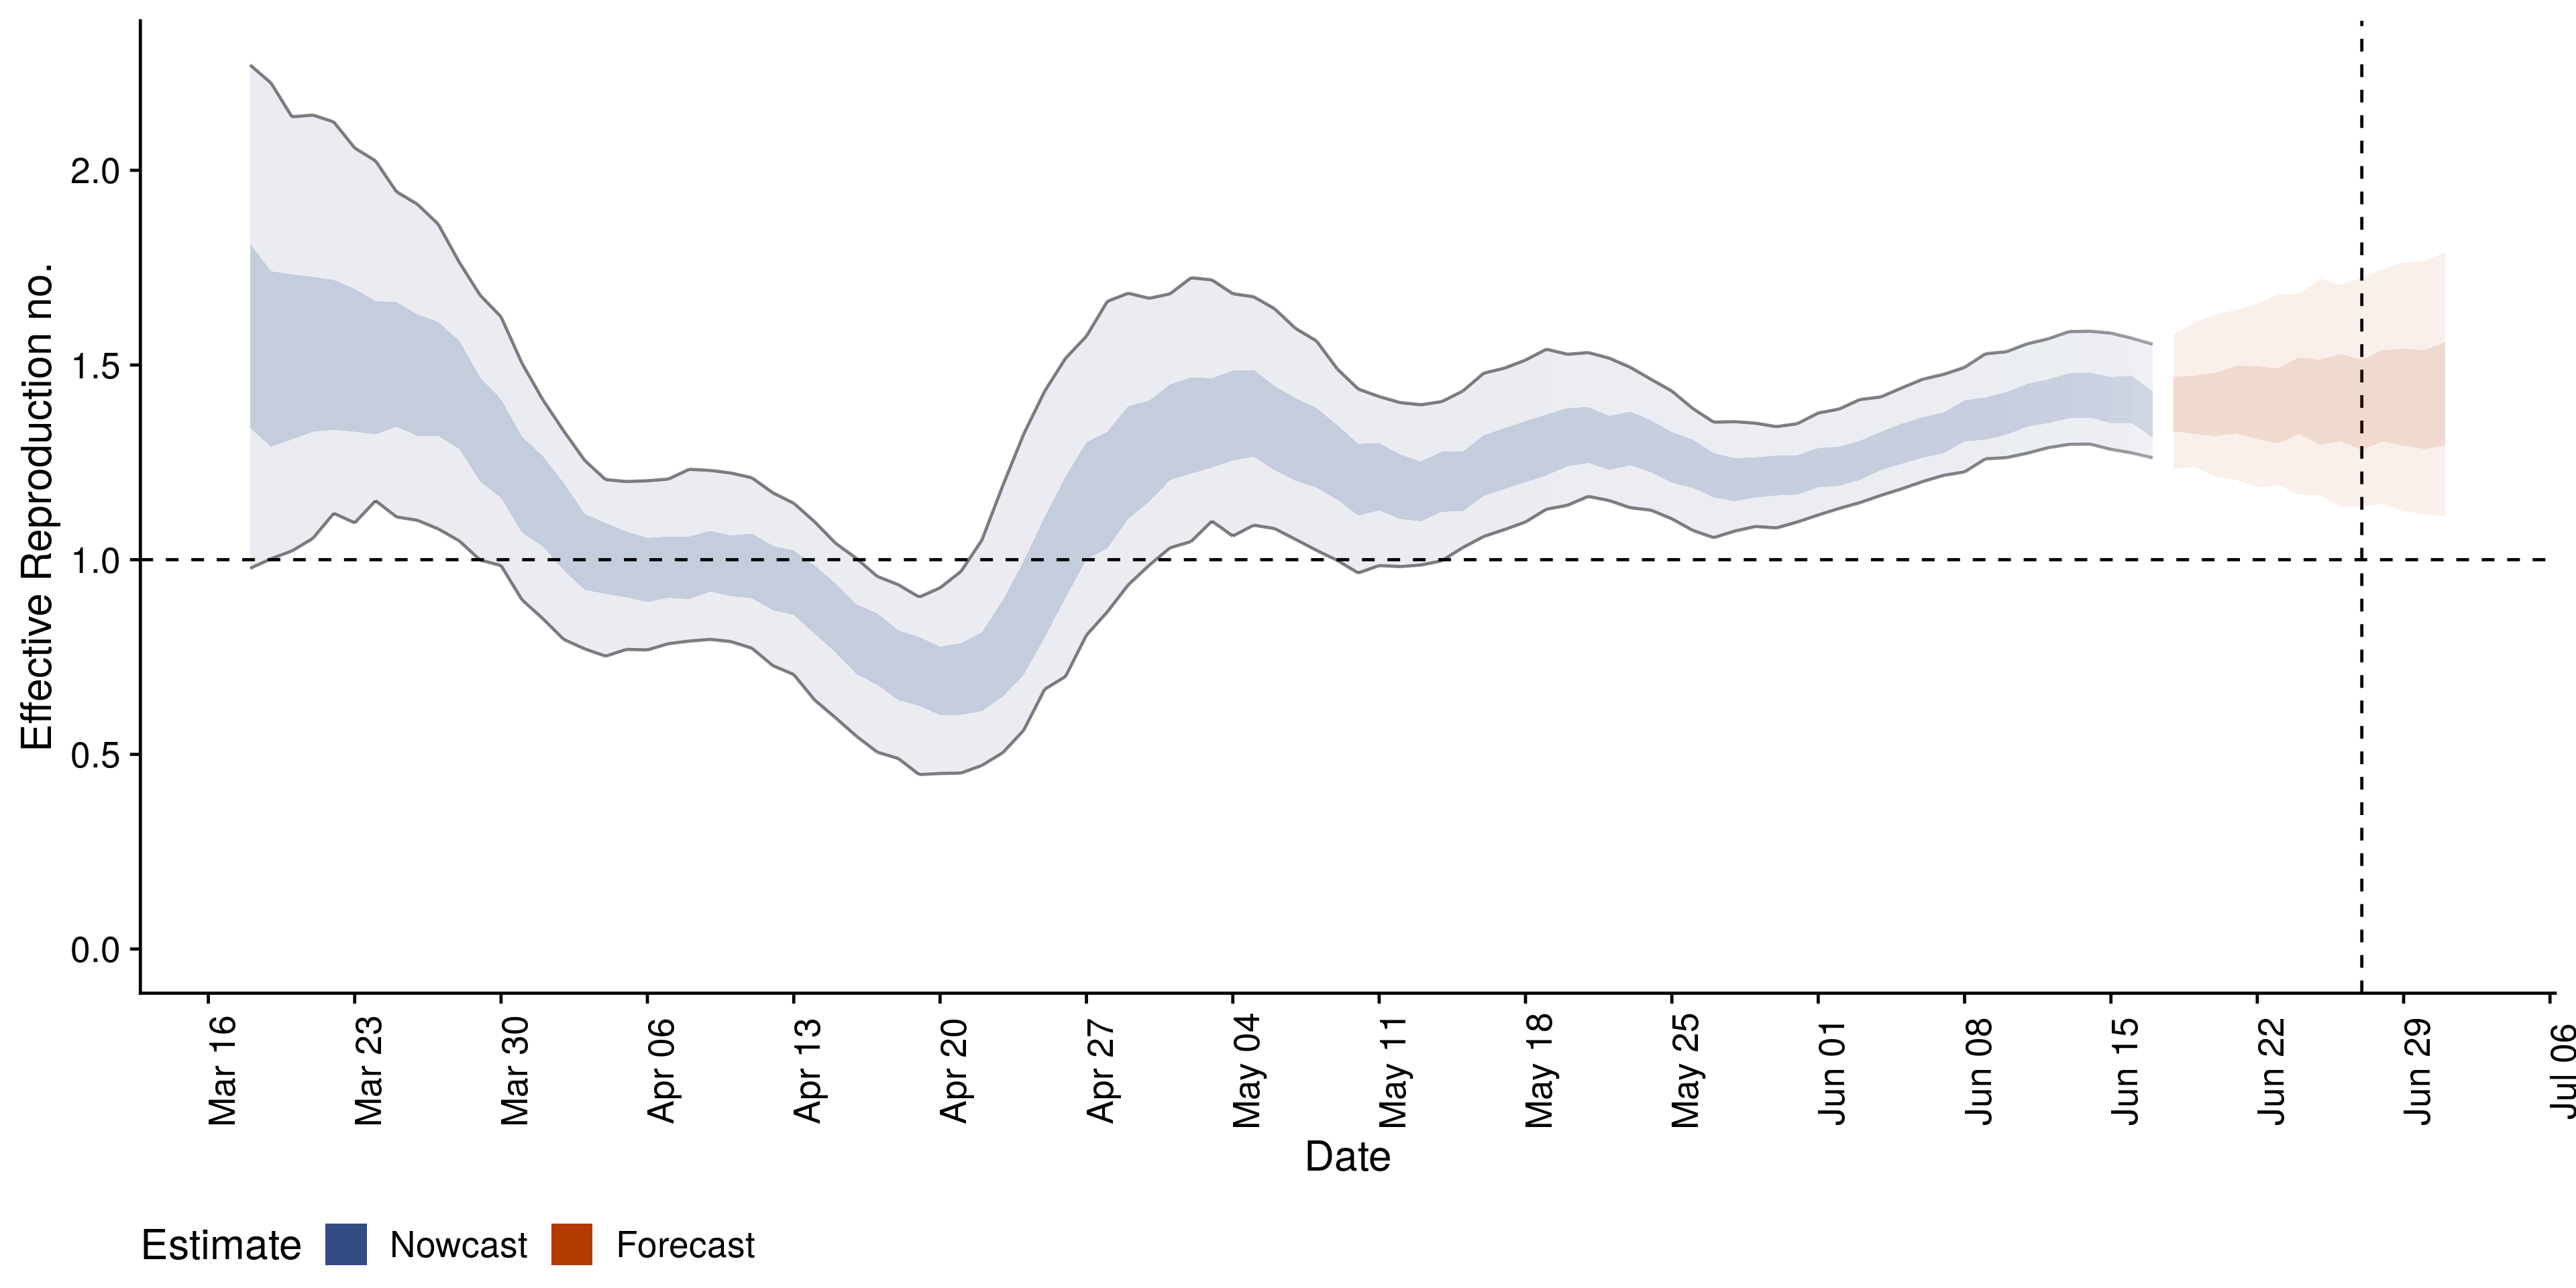 Effective Reproduction no.
2.0
1.5
1.0
0.5
0.0
Mar 16
Mar 23
Mar 30
Apr 06
Apr 13
Apr 20
Apr 27
May 04
May 11
May 18
May 25
Jun 01
Jun 08
Jun 15
Jun 22
Jun 29
Jul 06
Date
Estimate Nowcast Forecast